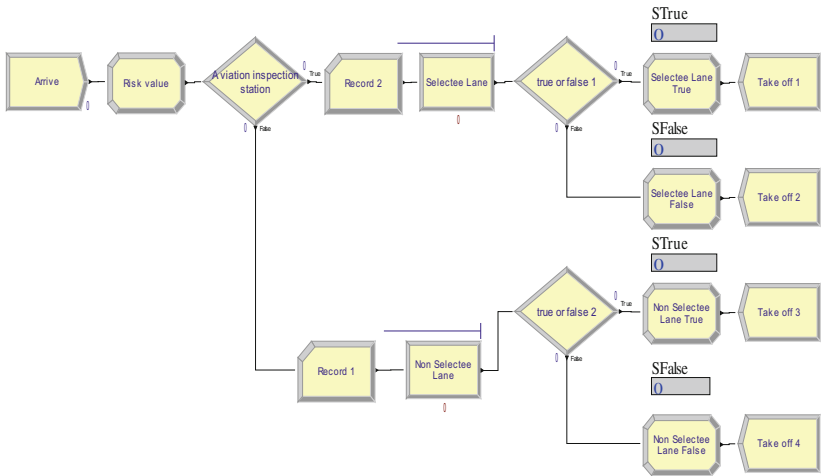 STrue
0
Arrive
0
Risk value
Aviation inspection
station
0
True
0
False
Record 2
Selectee Lane
0
true or false 1
0
True
0
False
Selectee Lane
True
Take off 1
SFalse
0
Selectee Lane
False
Take off 2
STrue
0
Record 1
Non Selectee
Lane
0
true or false 2
0
True
0
False
Non Selectee
Lane True
Take off 3
SFalse
0
Non Selectee
Lane False
Take off 4